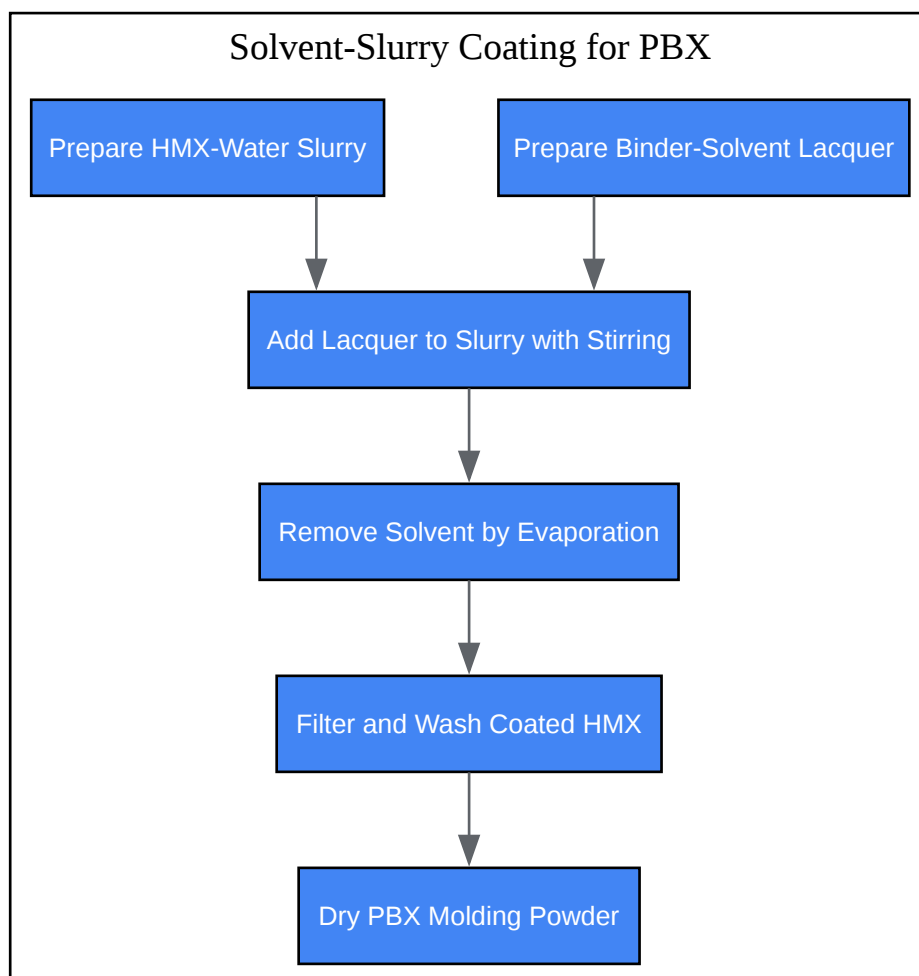 Solvent-Slurry Coating for PBX
Prepare HMX-Water Slurry
Prepare Binder-Solvent Lacquer
Add Lacquer to Slurry with Stirring
Remove Solvent by Evaporation
Filter and Wash Coated HMX
Dry PBX Molding Powder